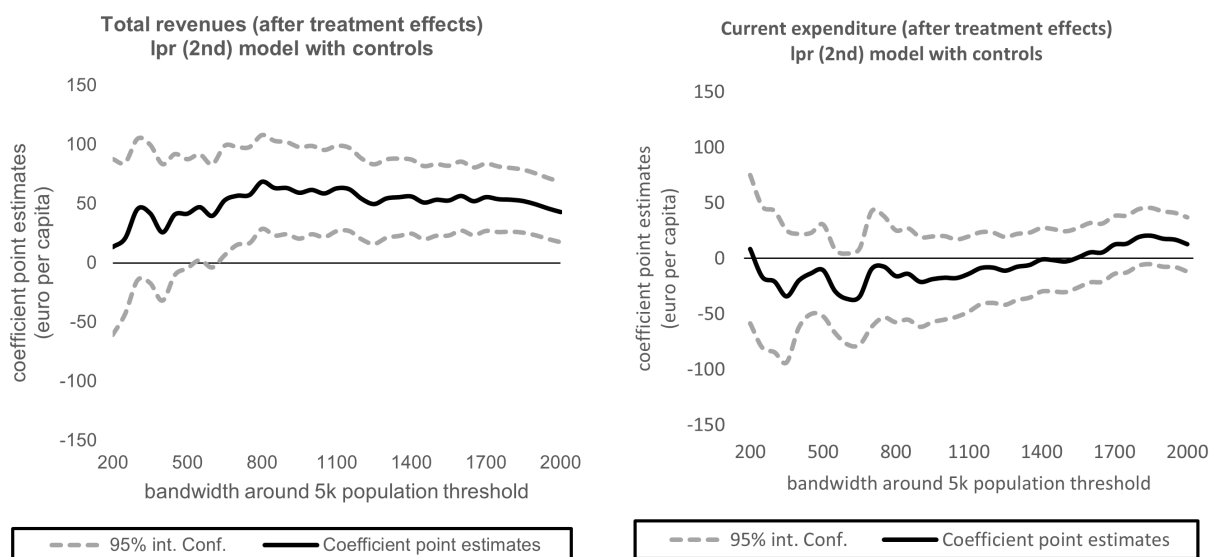 Total revenues (after treatment effects)
lpr (2nd) model with controls
coefficient point estimates
(euro per capita)
150
100
50
0
-50
-100
-150
200 500 800 1100 1400 1700 2000
bandwidth around 5k population threshold
95% int. Conf. Coefficient point estimates
Current expenditure (after treatment effects)
lpr (2nd) model with controls
coefficient point estimates
(euro per capita)
150
100
50
0
-50
-100
-150
200 500 800 1100 1400 1700 2000
bandwidth around 5k population threshold
95% int. Conf. Coefficient point estimates